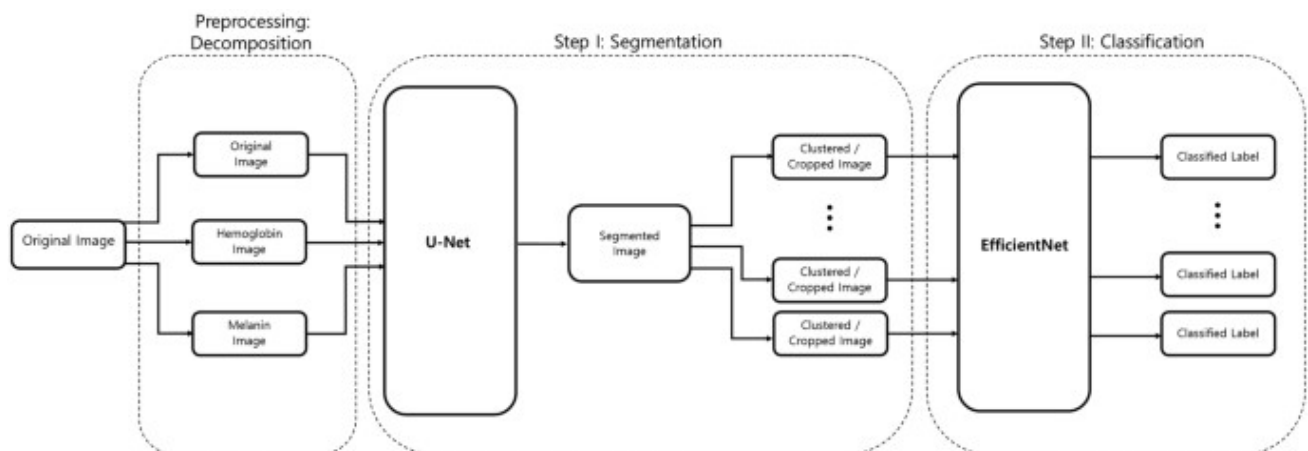 Preprocessing:
Decomposition
Step I: Segmentation
Step II: Classification
Original Image
Original
Image
Hemoglobin
Image
Melanin
Image
U-Net
Segmented
Image
Clustered /
Cropped Image
Clustered /
Cropped Image
Clustered /
Cropped Image
EfficientNet
Classified Label
Classified Label
Classified Label